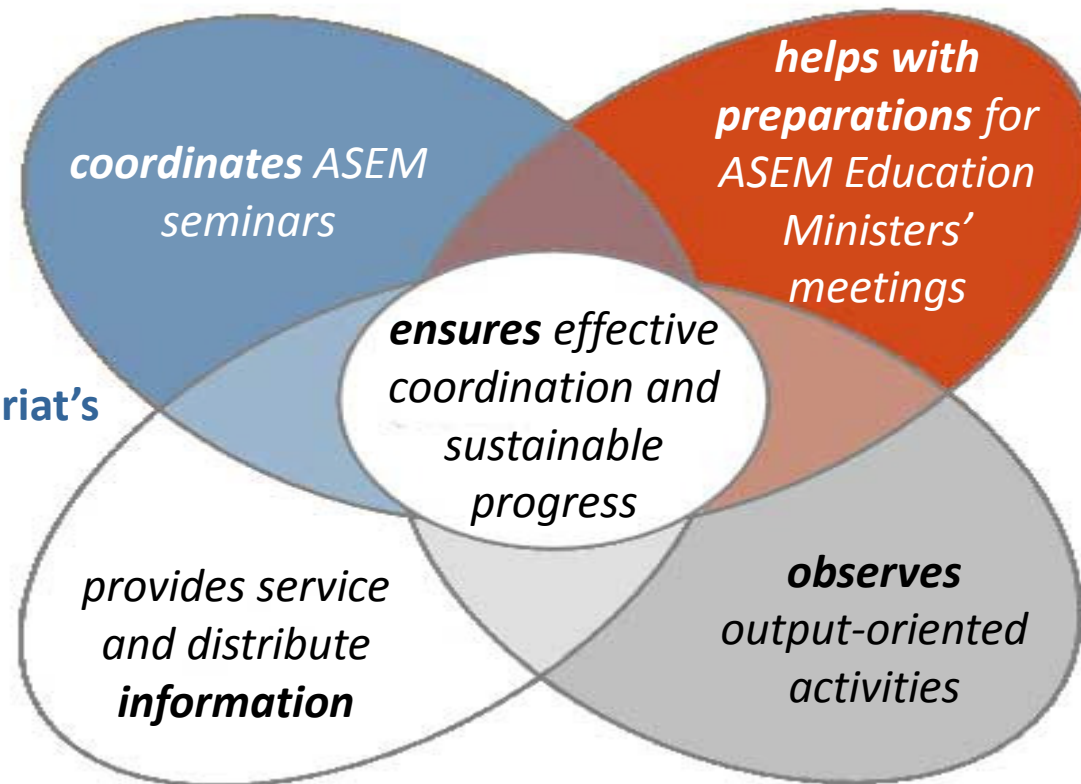 coordinates ASEM
seminars
helps with
preparations for
ASEM Education
Ministers’
meetings
ensures effective
coordination and
sustainable
progress
riat's
provides service
and distribute
information
observes
output-oriented
activities